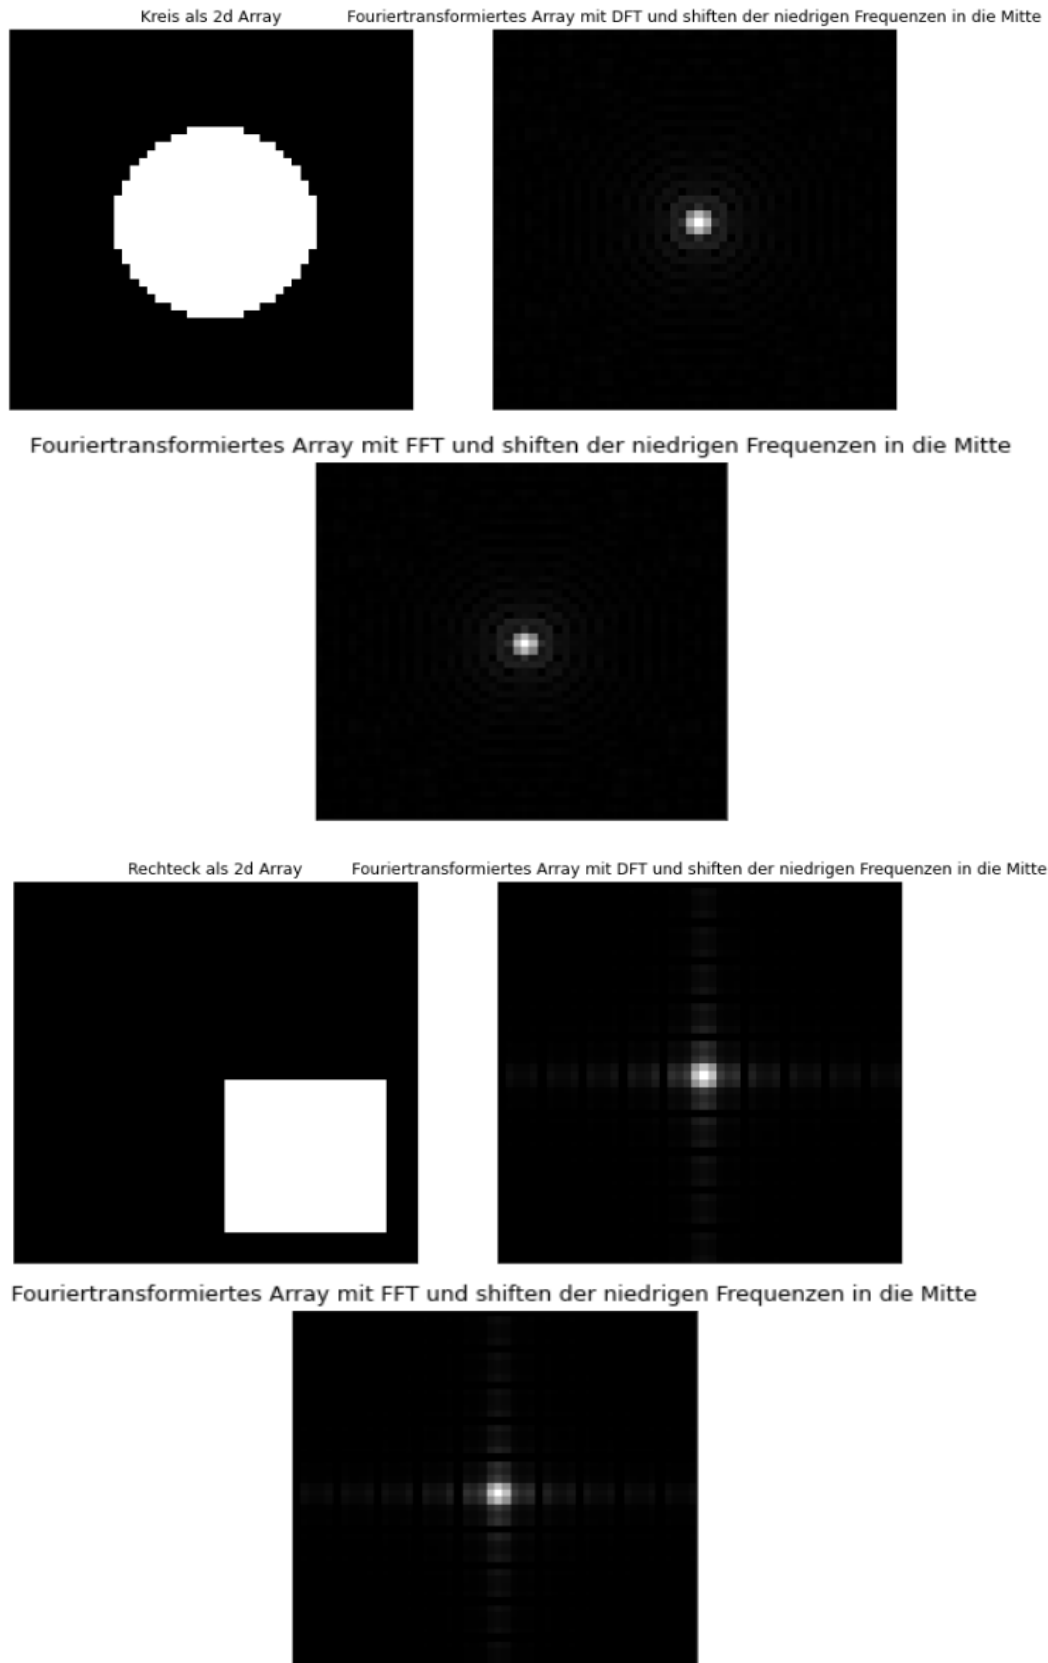 Kreis als 2d Array
Fouriertransformiertes Array mit DFT und shiften der niedrigen Frequenzen in die Mitte
Fouriertransformiertes Array mit FFT und shiften der niedrigen Frequenzen in die Mitte
Rechteck als 2d Array
Fouriertransformiertes Array mit DFT und shiften der niedrigen Frequenzen in die Mitte
Fouriertransformiertes Array mit FFT und shiften der niedrigen Frequenzen in die Mitte